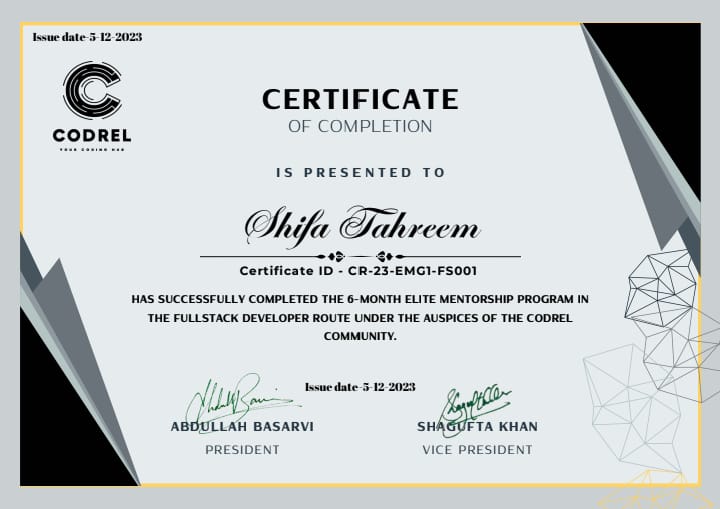 Issue date-5-12-2023
CODREL
YOUR CODING HUB
CERTIFICATE
OF COMPLETION
IS PRESENTED TO
Shifa Tahreem
Certificate ID - CR-23-EMG1-FS001
HAS SUCCESSFULLY COMPLETED THE 6-MONTH ELITE MENTORSHIP PROGRAM IN
THE FULLSTACK DEVELOPER ROUTE UNDER THE AUSPICES OF THE CODREL
COMMUNITY.
Issue date-5-12-2023
ABDULLAH BASARVI
SHAGUFTA KHAN
PRESIDENT
VICE PRESIDENT